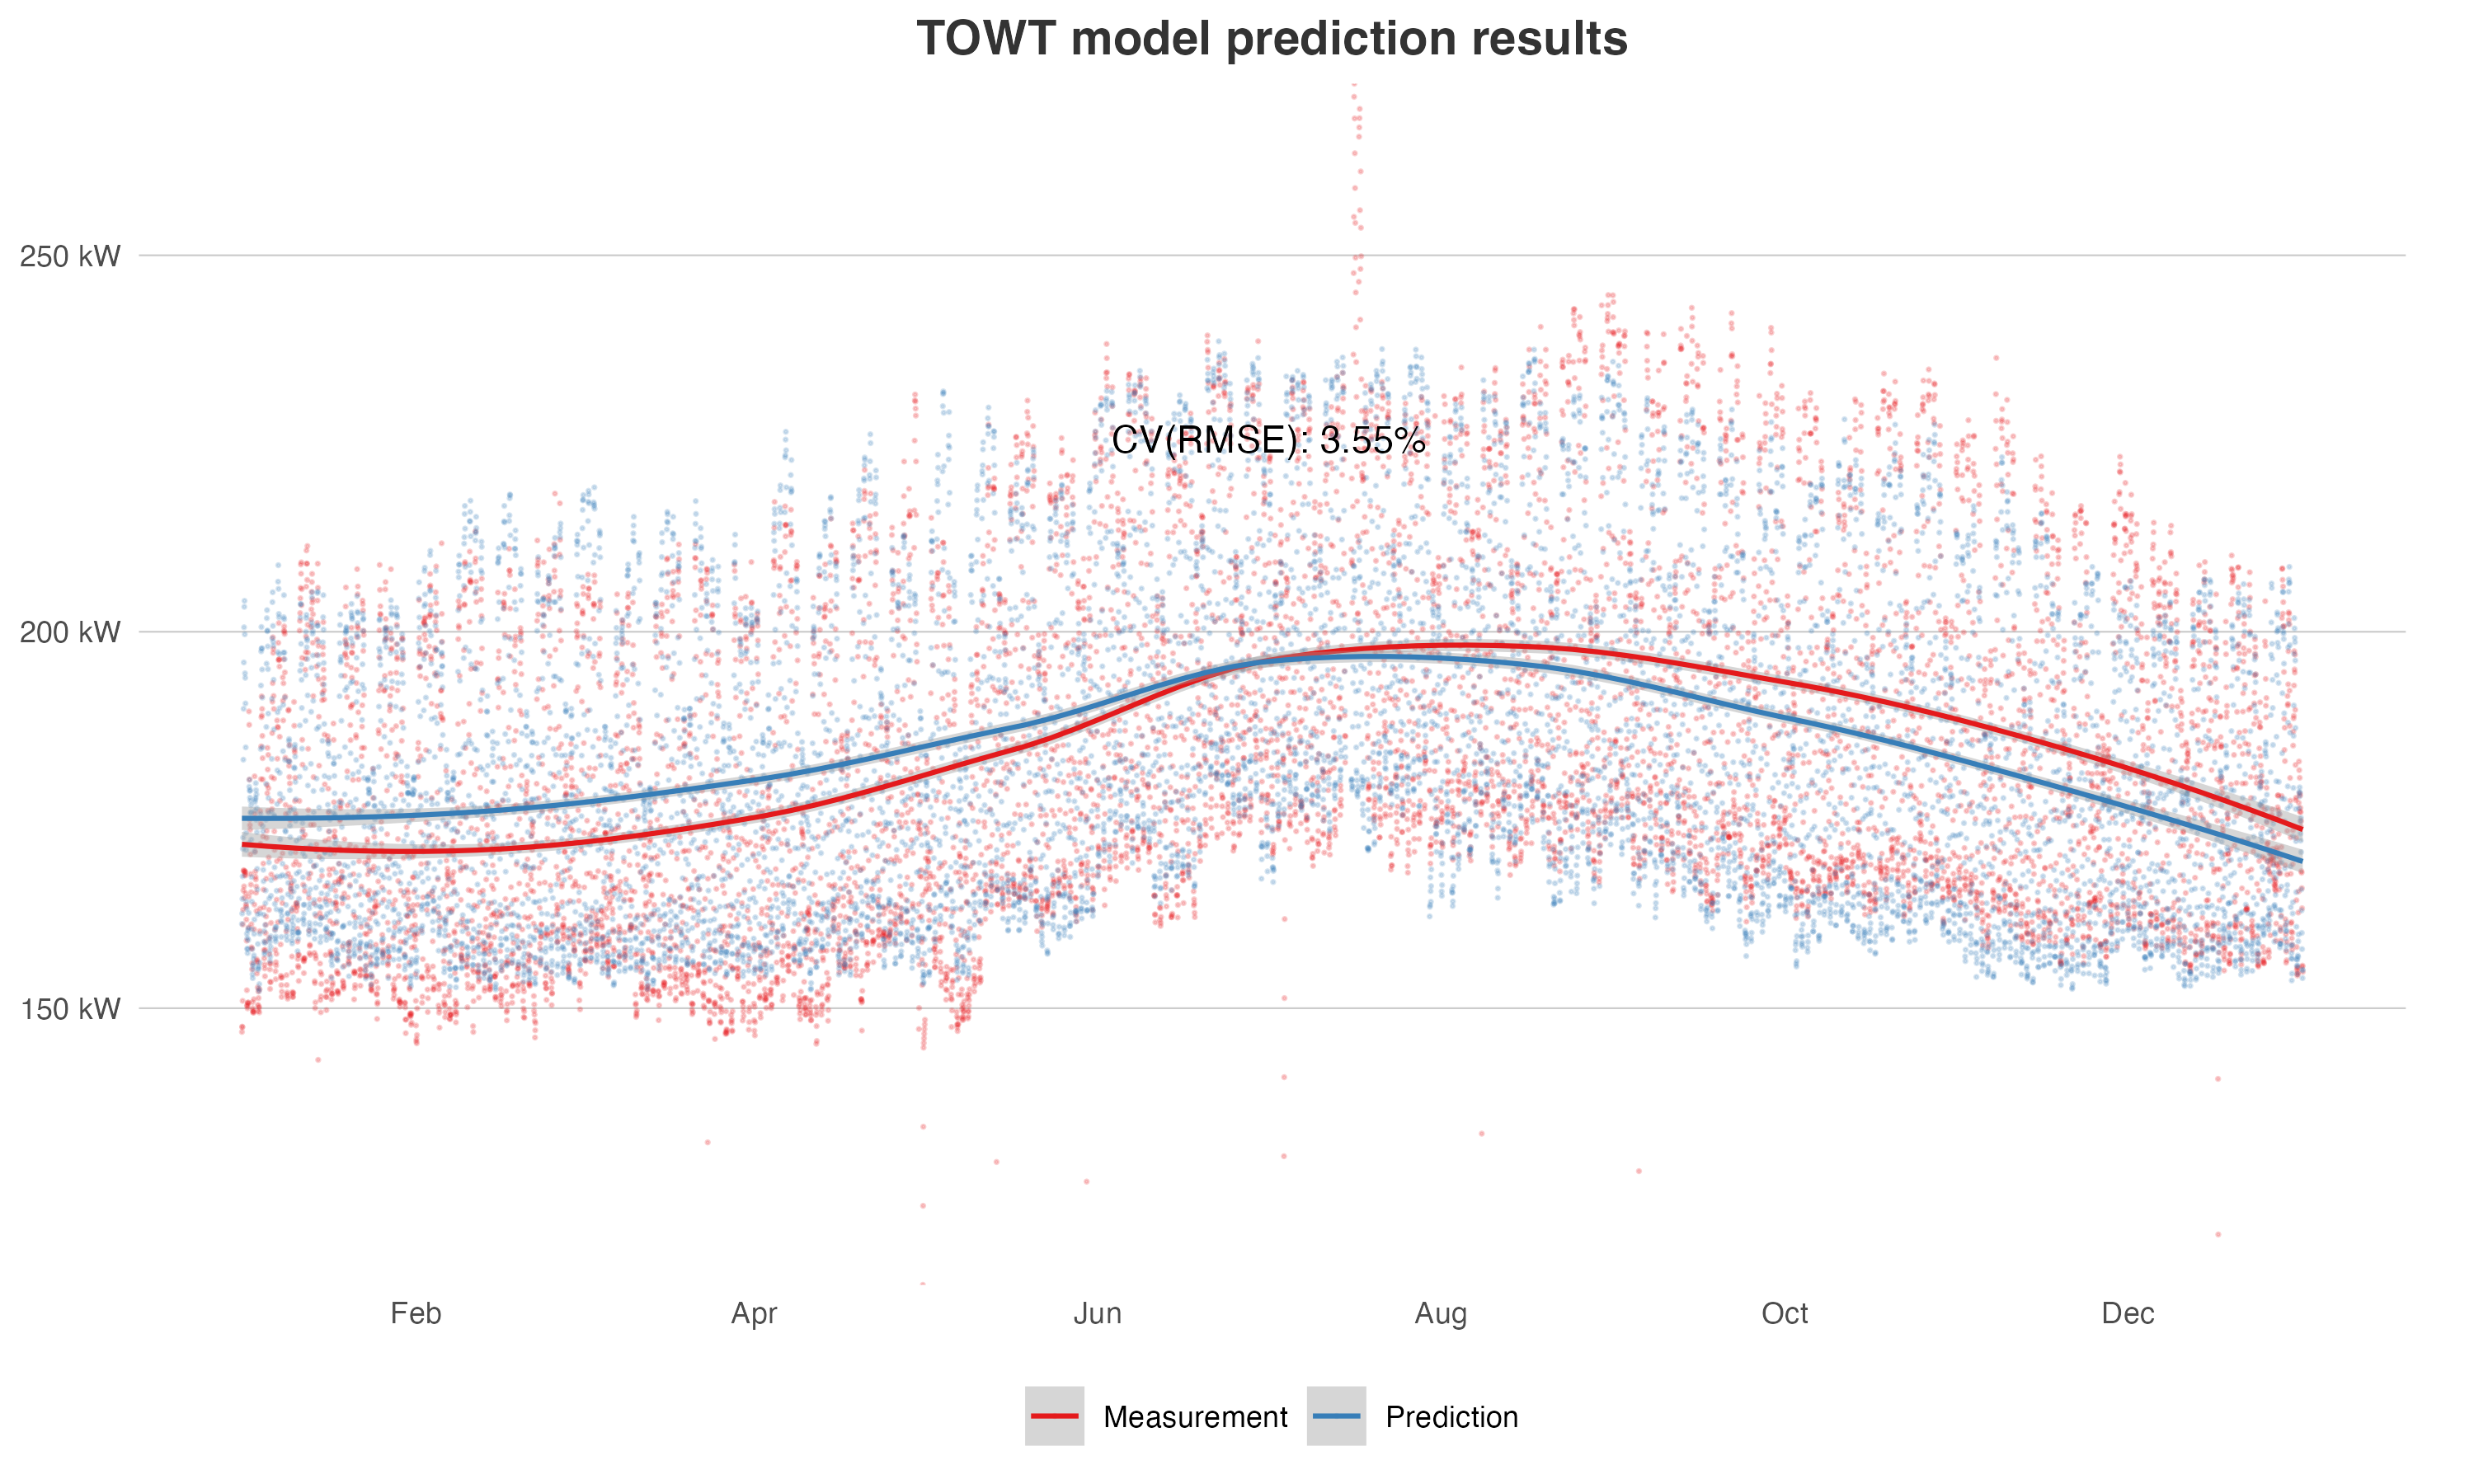 TOWT model prediction results
250 kW
CV(RMSE): 3.55%
200 kW
150 kW
Feb Apr Jun Aug Oct Dec
Measurement Prediction